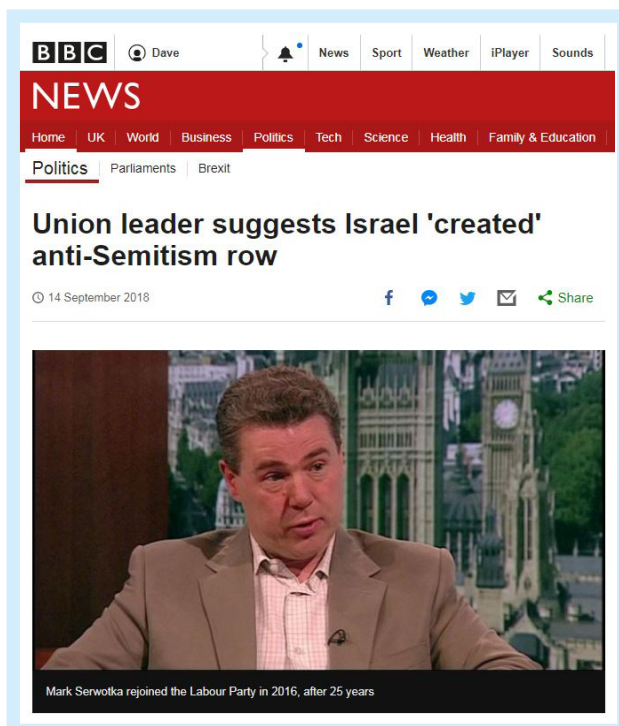 BBC Dave News Sport Weather iPlayer Sounds
NEWS
Home UK World Business Politics Tech Science Health Family & Education
Politics Parliaments Brexit
Union leader suggests Israel 'created'
anti-Semitism row
14 September 2018 Share
Mark Serwotka rejoined the Labour Party in 2016, after 25 years